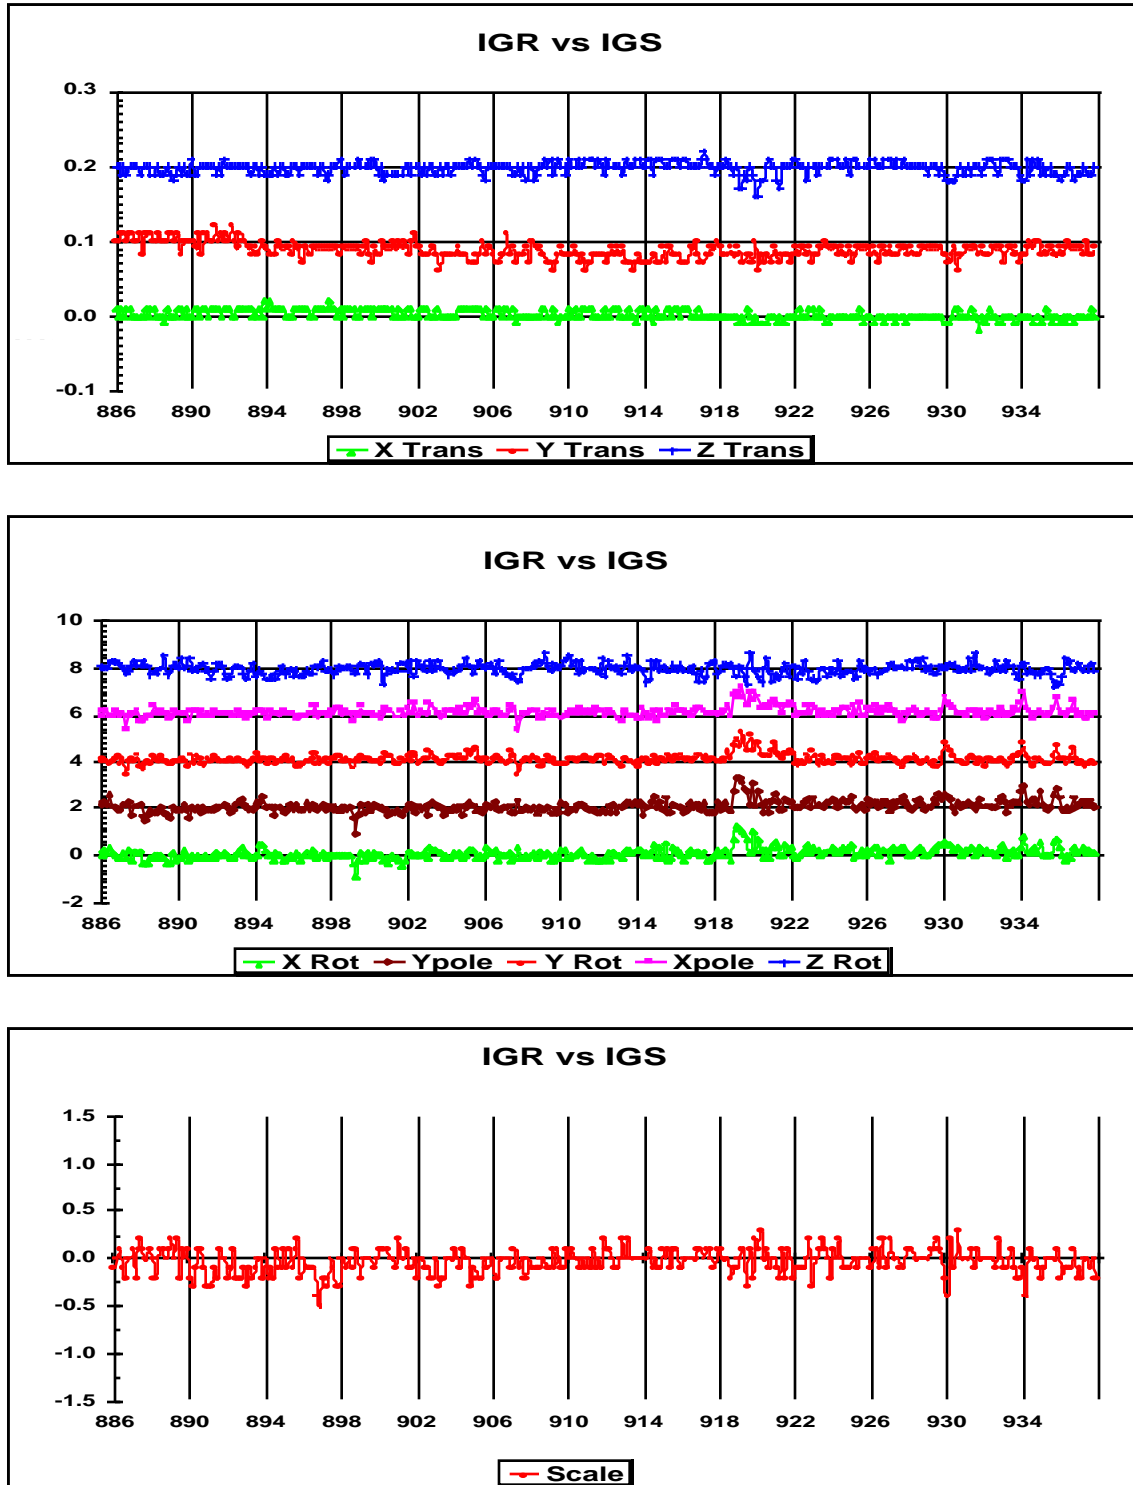 IGR vs IGS
0.3
0.2
0.1
0.0
-0.1
886 890 894 898 902 906 910 914 918 922 926 930 934
X Trans Y Trans Z Trans
IGR vs IGS
10
8
6
4
2
0
-2
886 890 894 898 902 906 910 914 918 922 926 930 934
X Rot Ypole Y Rot Xpole Z Rot
IGR vs IGS
1.5
1.0
0.5
0.0
-0.5
-1.0
-1.5
886 890 894 898 902 906 910 914 918 922 926 930 934
Scale